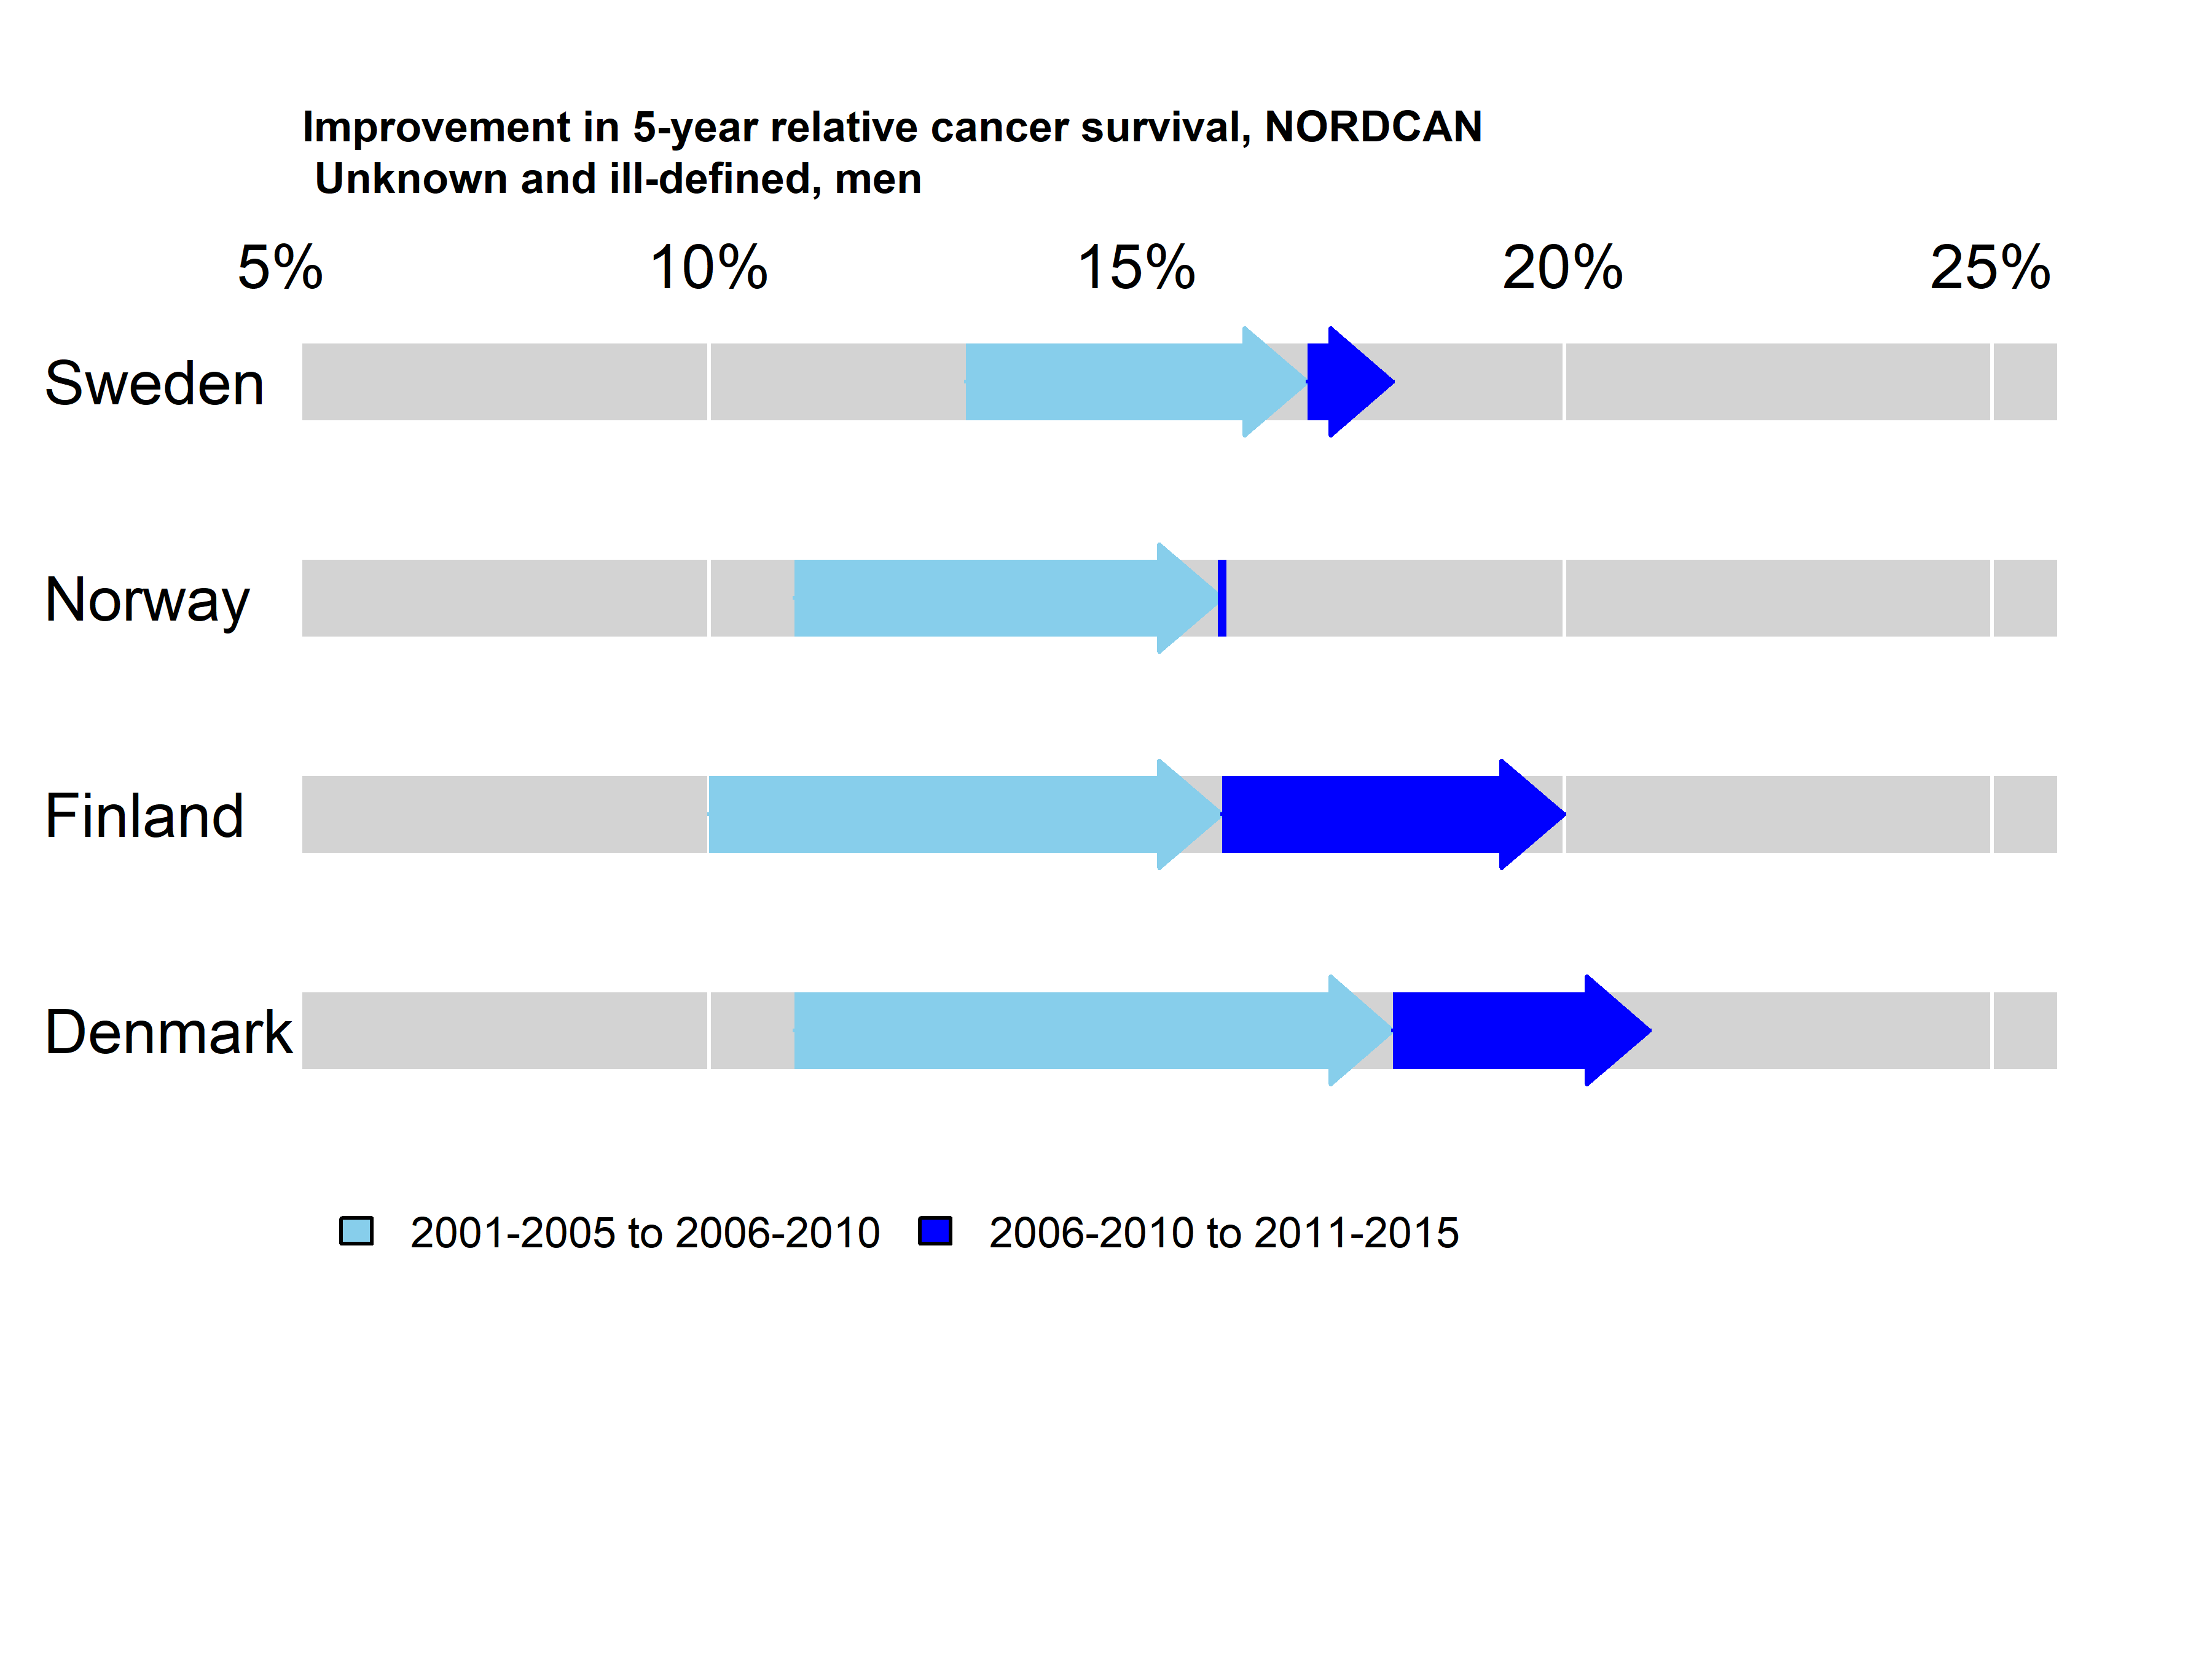 Improvement in 5-year relative cancer survival, NORDCAN
Unknown and ill-defined, men
5% 10% 15% 20% 25%
Sweden
Norway
Finland
Denmark
2001-2005 to 2006-2010 2006-2010 to 2011-2015